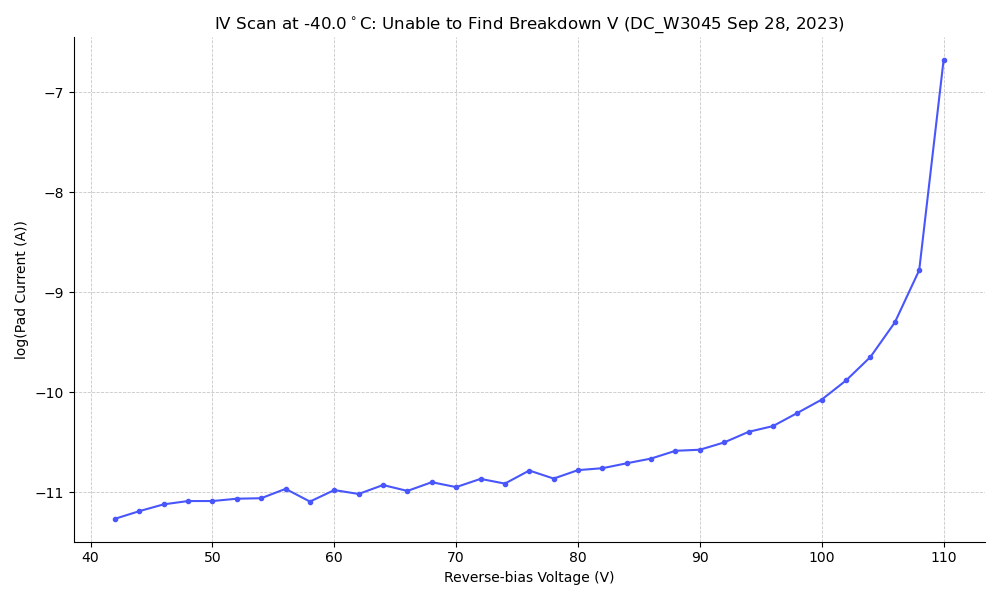 IV Scan at -40.0°C: Unable to Find Breakdown V (DC_W3045 Sep 28, 2023)
log(Pad Current (A))
−7
−8
−9
−10
−11
40 50 60 70 80 90 100 110
Reverse-bias Voltage (V)